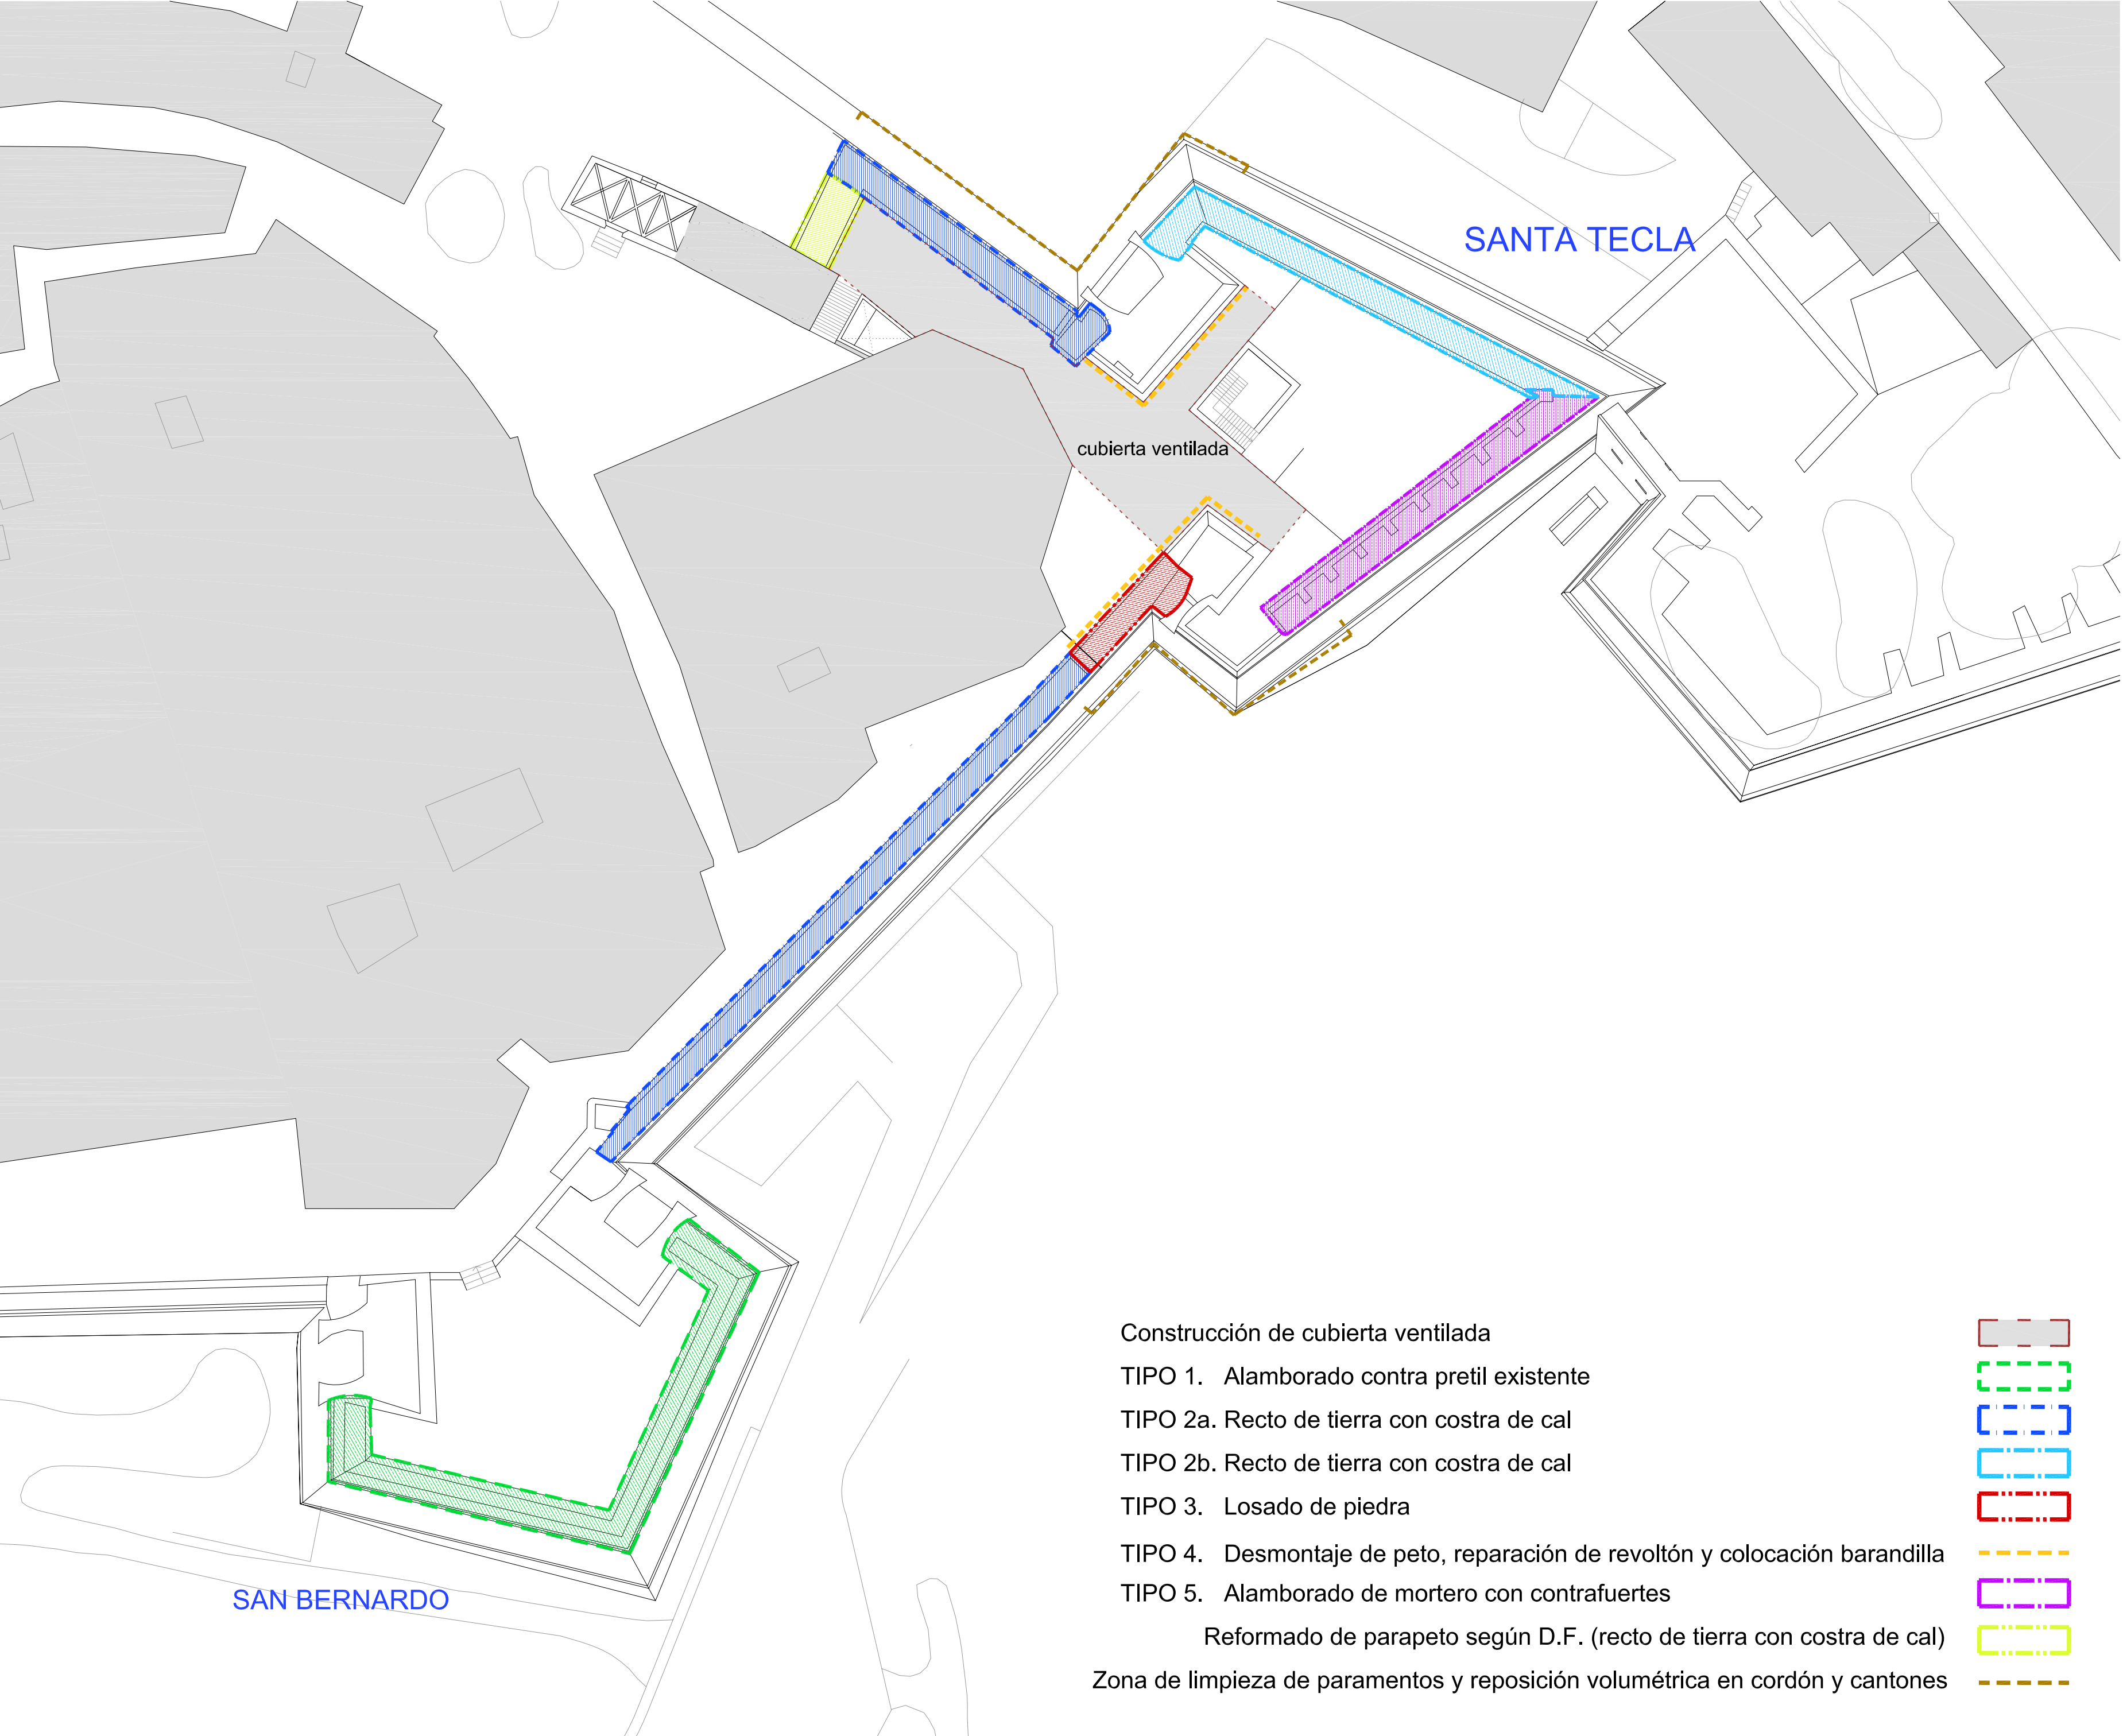 SANTA TECLA
cubierta ventilada
Construcción de cubierta ventilada
TIPO 1. Alamborado contra pretil existente
TIPO 2a. Recto de tierra con costra de cal
TIPO 2b. Recto de tierra con costra de cal
TIPO 3. Losado de piedra
TIPO 4. Desmontaje de peto, reparación de revoltón y colocación barandilla
TIPO 5. Alamborado de mortero con contrafuertes
Reformado de parapeto según D.F. (recto de tierra con costra de cal)
Zona de limpieza de paramentos y reposición volumétrica en cordón y cantones
SAN BERNARDO